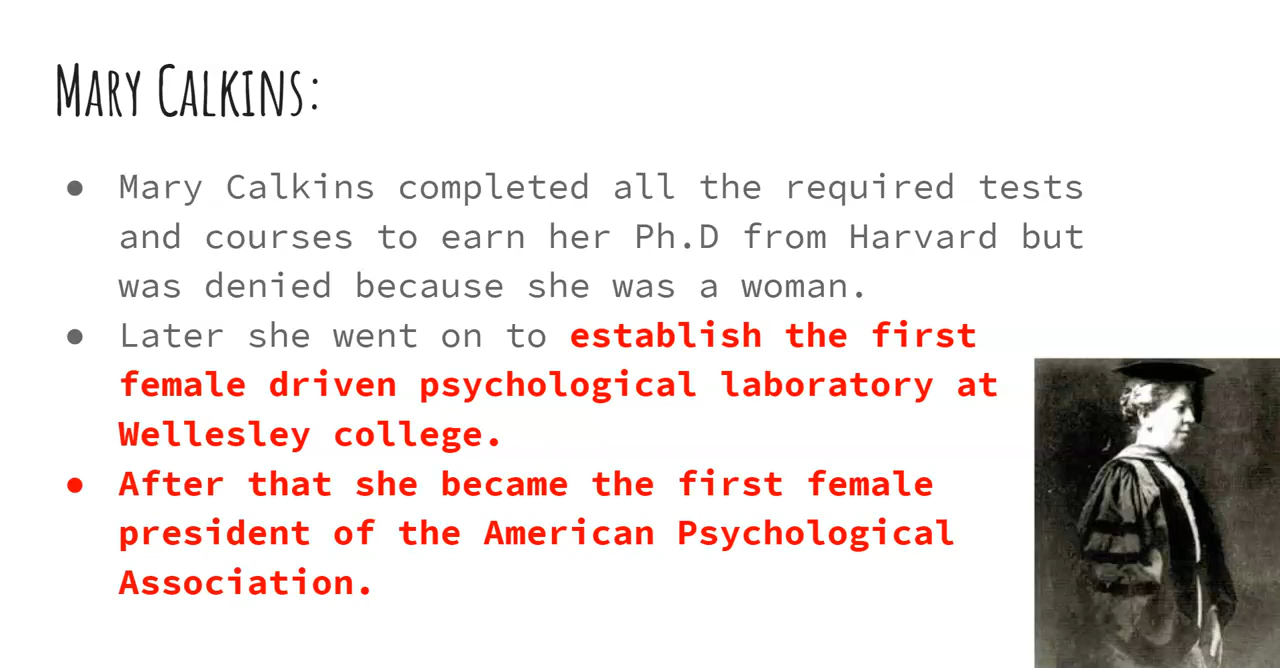 Mary Calkins:
● Mary Calkins completed all the required tests
and courses to earn her Ph.D from Harvard but
was denied because she was a woman.
● Later she went on to establish the first
female driven psychological laboratory at
Wellesley college.
● After that she became the first female
president of the American Psychological
Association.